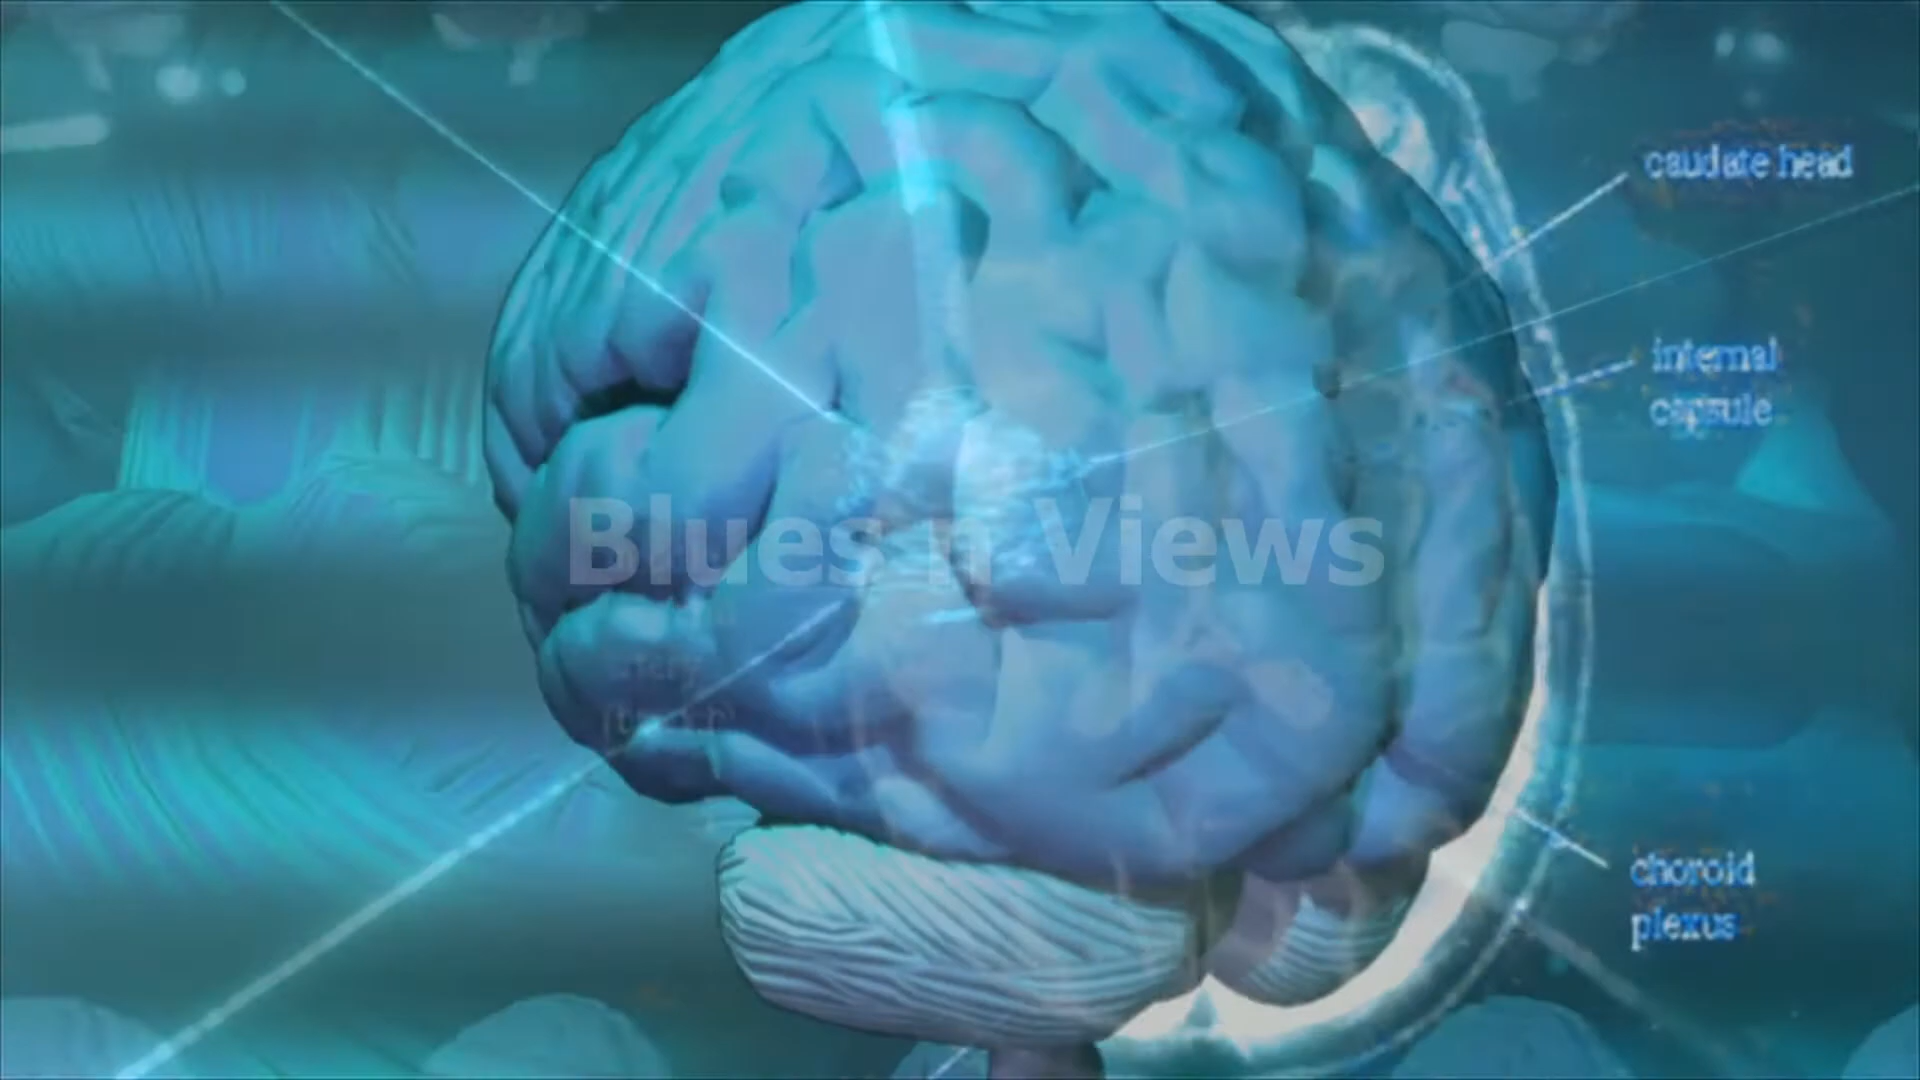 caudate head
internal
capsule
Blues n Views
choroid
plexus